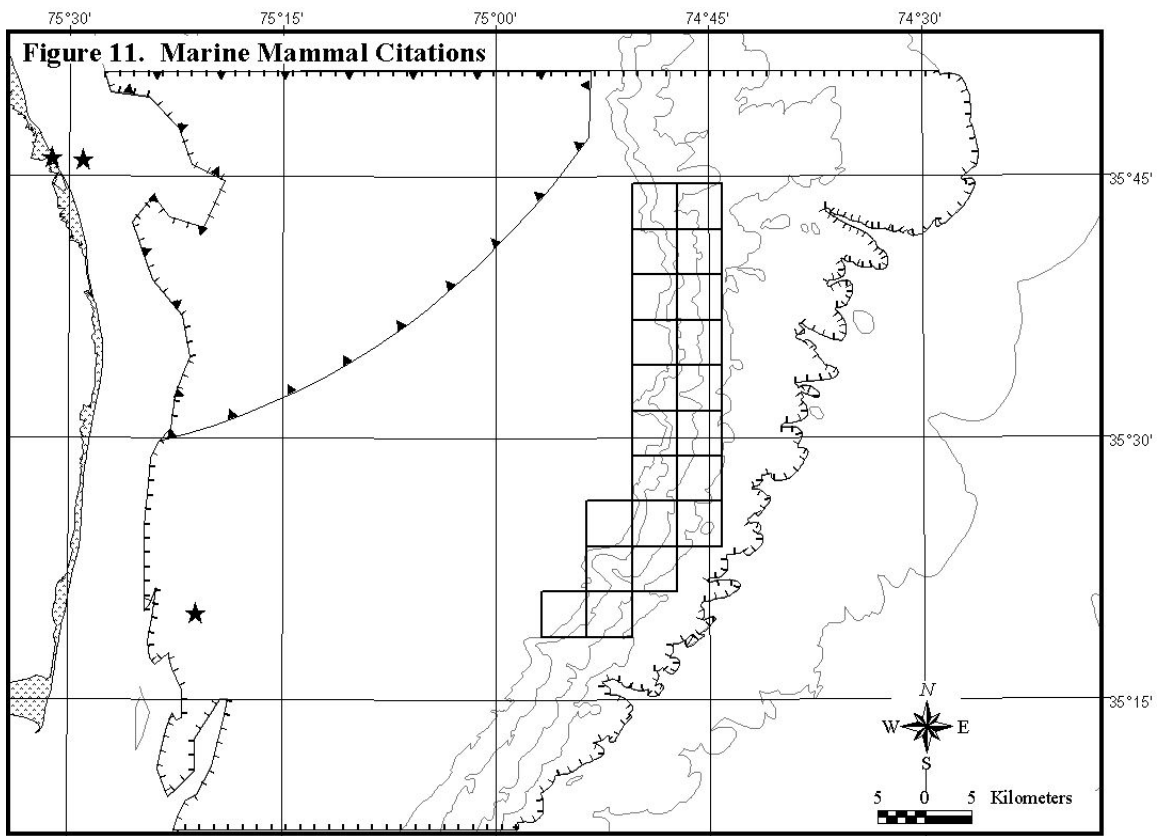 75°30' 75°15' 75°00' 74°45' 74°30'
Figure 11. Marine Mammal Citations
35°45'
35°30'
35°15'
N
W E
S
5 0 5 Kilometers